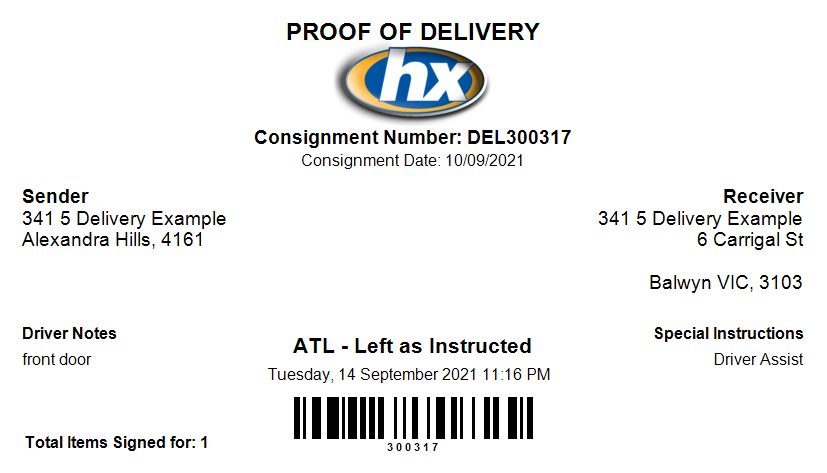 PROOF OF DELIVERY
hx
Consignment Number: DEL300317
Consignment Date: 10/09/2021
Sender
341 5 Delivery Example
Alexandra Hills, 4161
Receiver
341 5 Delivery Example
6 Carrigal St
Balwyn VIC, 3103
Driver Notes
front door
ATL - Left as Instructed
Tuesday, 14 September 2021 11:16 PM
Special Instructions
Driver Assist
300317
Total Items Signed for: 1